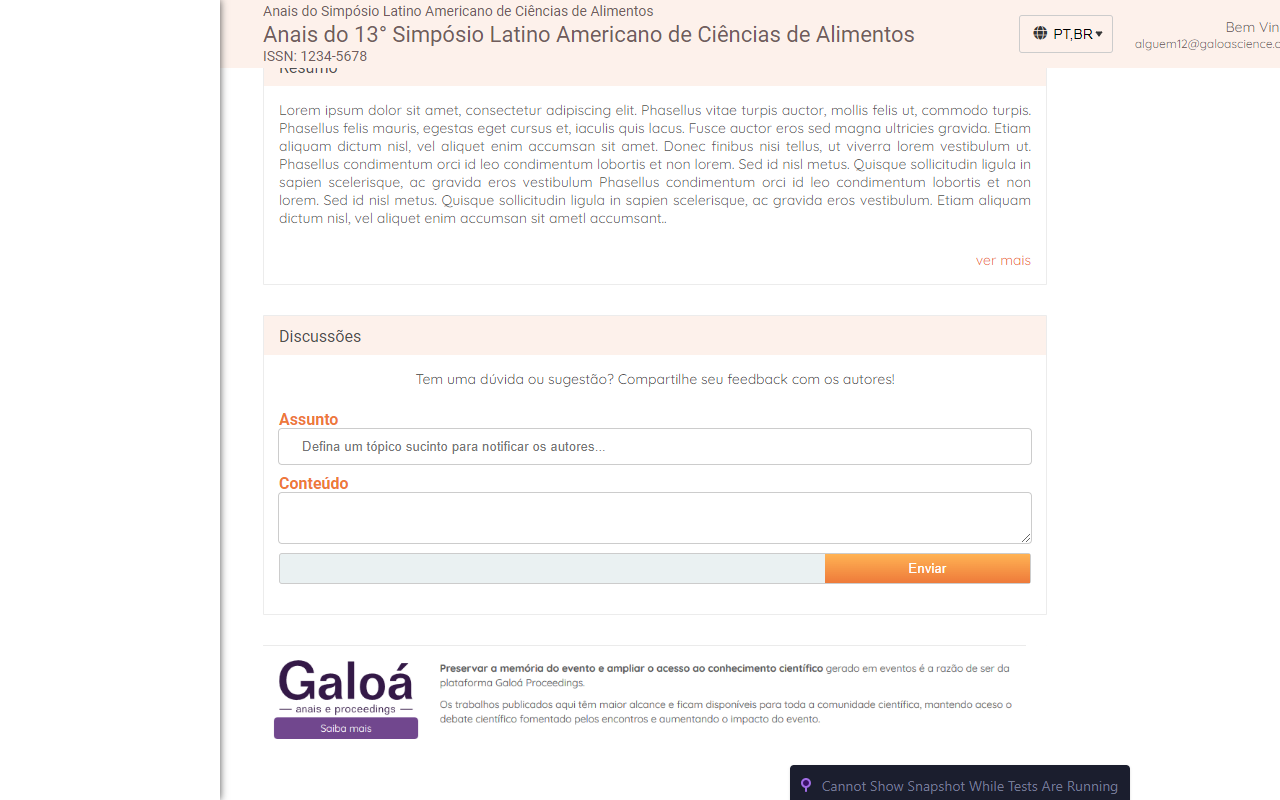 Anais do Simpósio Latino Americano de Ciências de Alimentos
Anais do 13° Simpósio Latino Americano de Ciências de Alimentos
ISSN: 1234-5678
PT,BR
Bem Vin
alguem12@galoascience.c
Resumo
Lorem ipsum dolor sit amet, consectetur adipiscing elit. Phasellus vitae turpis auctor, mollis felis ut, commodo turpis.
Phasellus felis mauris, egestas eget cursus et, iaculis quis lacus. Fusce auctor eros sed magna ultricies gravida. Etiam
aliquam dictum nisl, vel aliquet enim accumsan sit amet. Donec finibus nisi tellus, ut viverra lorem vestibulum ut.
Phasellus condimentum orci id leo condimentum lobortis et non lorem. Sed id nisl metus. Quisque sollicitudin ligula in
sapien scelerisque, ac gravida eros vestibulum Phasellus condimentum orci id leo condimentum lobortis et non
lorem. Sed id nisl metus. Quisque sollicitudin ligula in sapien scelerisque, ac gravida eros vestibulum. Etiam aliquam
dictum nisl, vel aliquet enim accumsan sit ametl accumsant..
ver mais
Discussões
Tem uma dúvida ou sugestão? Compartilhe seu feedback com os autores!
Assunto
Defina um tópico sucinto para notificar os autores...
Conteúdo
Enviar
Galoá
— anais e proceedings —
Saiba mais
Preservar a memória do evento e ampliar o acesso ao conhecimento científico gerado em eventos é a razão de ser da
plataforma Galoá Proceedings.
Os trabalhos publicados aqui têm maior alcance e ficam disponíveis para toda a comunidade científica, mantendo aceso o
debate científico fomentado pelos encontros e aumentando o impacto do evento.
Cannot Show Snapshot While Tests Are Running